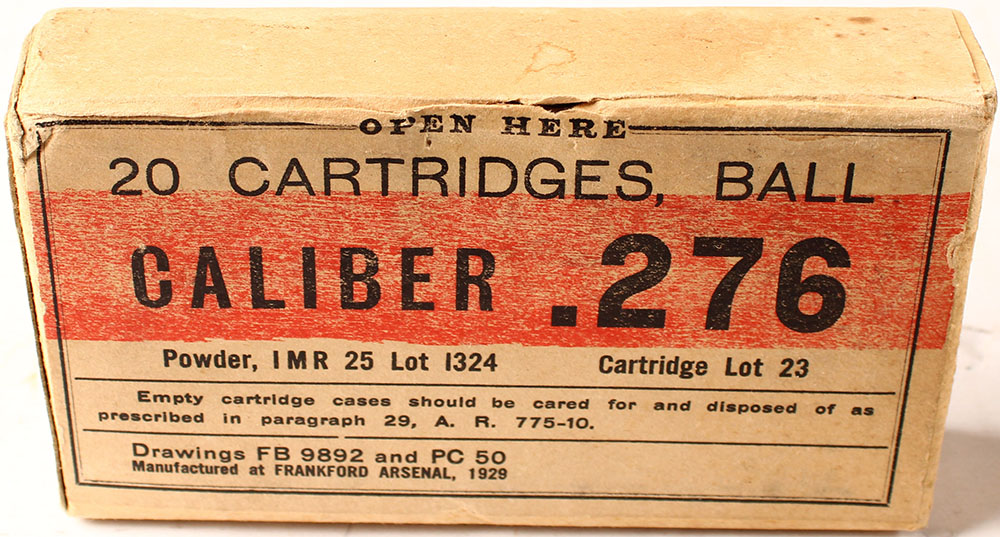 OPEN HERE
20 CARTRIDGES, BALL
CALIBER .276
Powder, IMR 25 Lot 1324 Cartridge Lot 23
Empty cartridge cases should be cared for and disposed of as
prescribed in paragraph 29, A. R. 775-10.
Drawings FB 9892 and PC 50
Manufactured at FRANKFORD ARSENAL, 1929